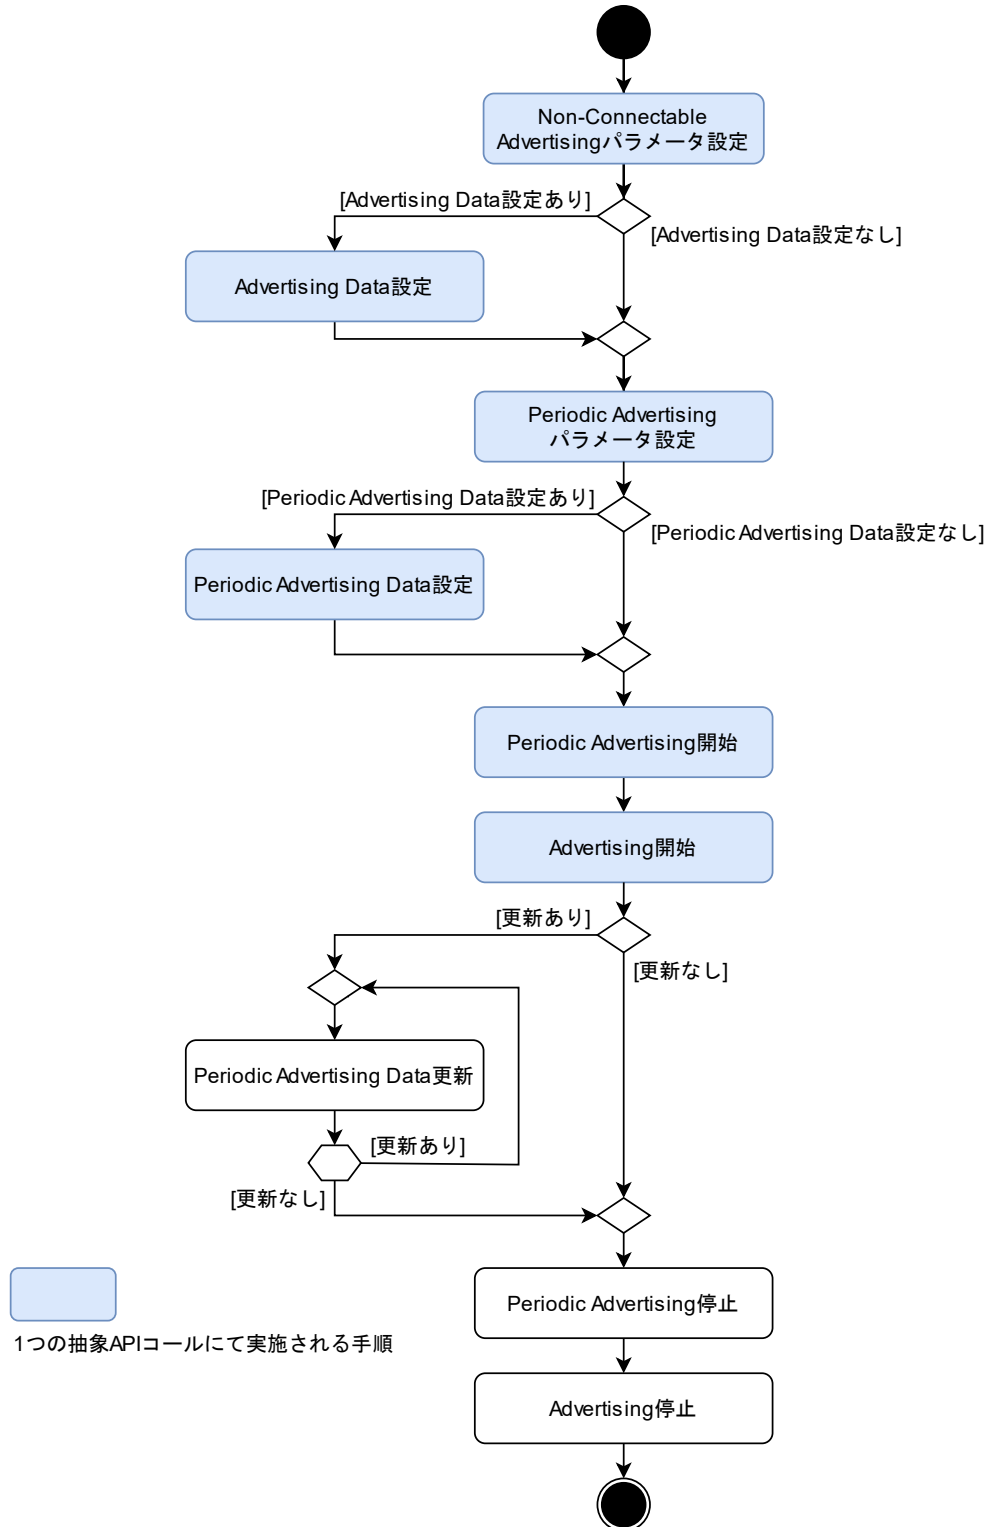 Non-Connectable
Advertisingパラメータ設定
[Advertising Data設定あり]
[Advertising Data設定なし]
Advertising Data設定
Periodic Advertising
パラメータ設定
[Periodic Advertising Data設定あり]
[Periodic Advertising Data設定なし]
Periodic Advertising Data設定
Periodic Advertising開始
Advertising開始
[更新あり]
[更新なし]
Periodic Advertising Data更新
[更新あり]
[更新なし]
Periodic Advertising停止
1つの抽象APIコールにて実施される手順
Advertising停止